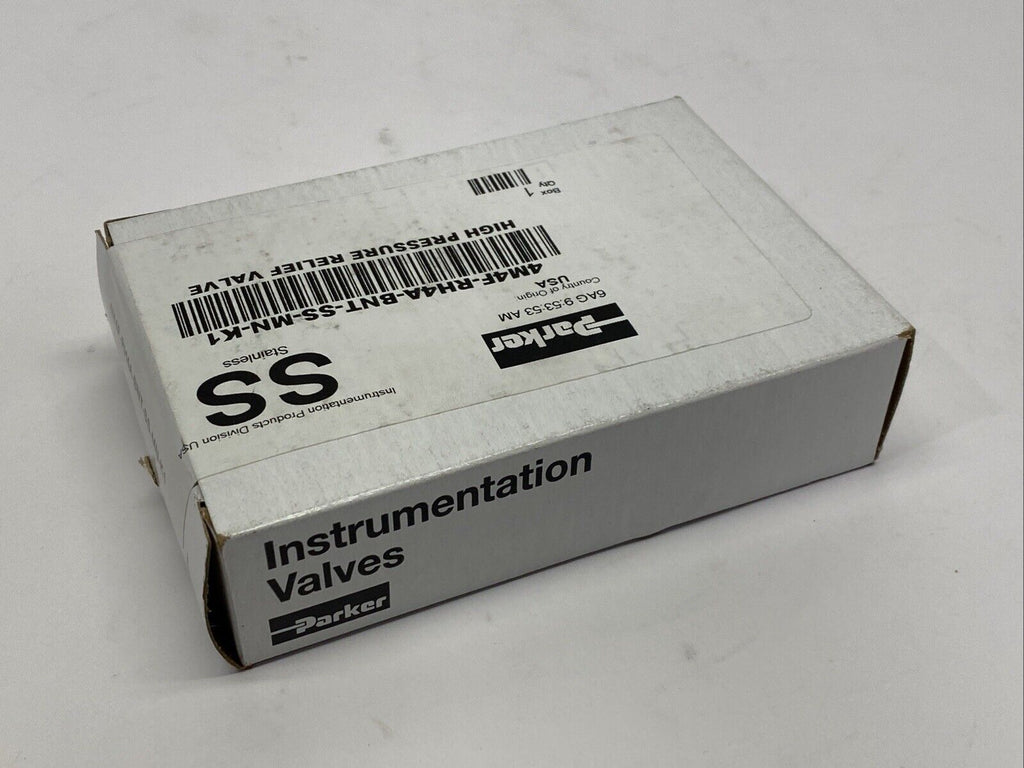 Parker
6AG 9:53:53 AM
Country of Origin:
USA
Instrumentation Products Division USA
SS
Stainless
4M4F-RH4A-BNT-SS-MN-K1
HIGH PRESSURE RELIEF VALVE
Box
Qty
1
Instrumentation
Valves
Parker